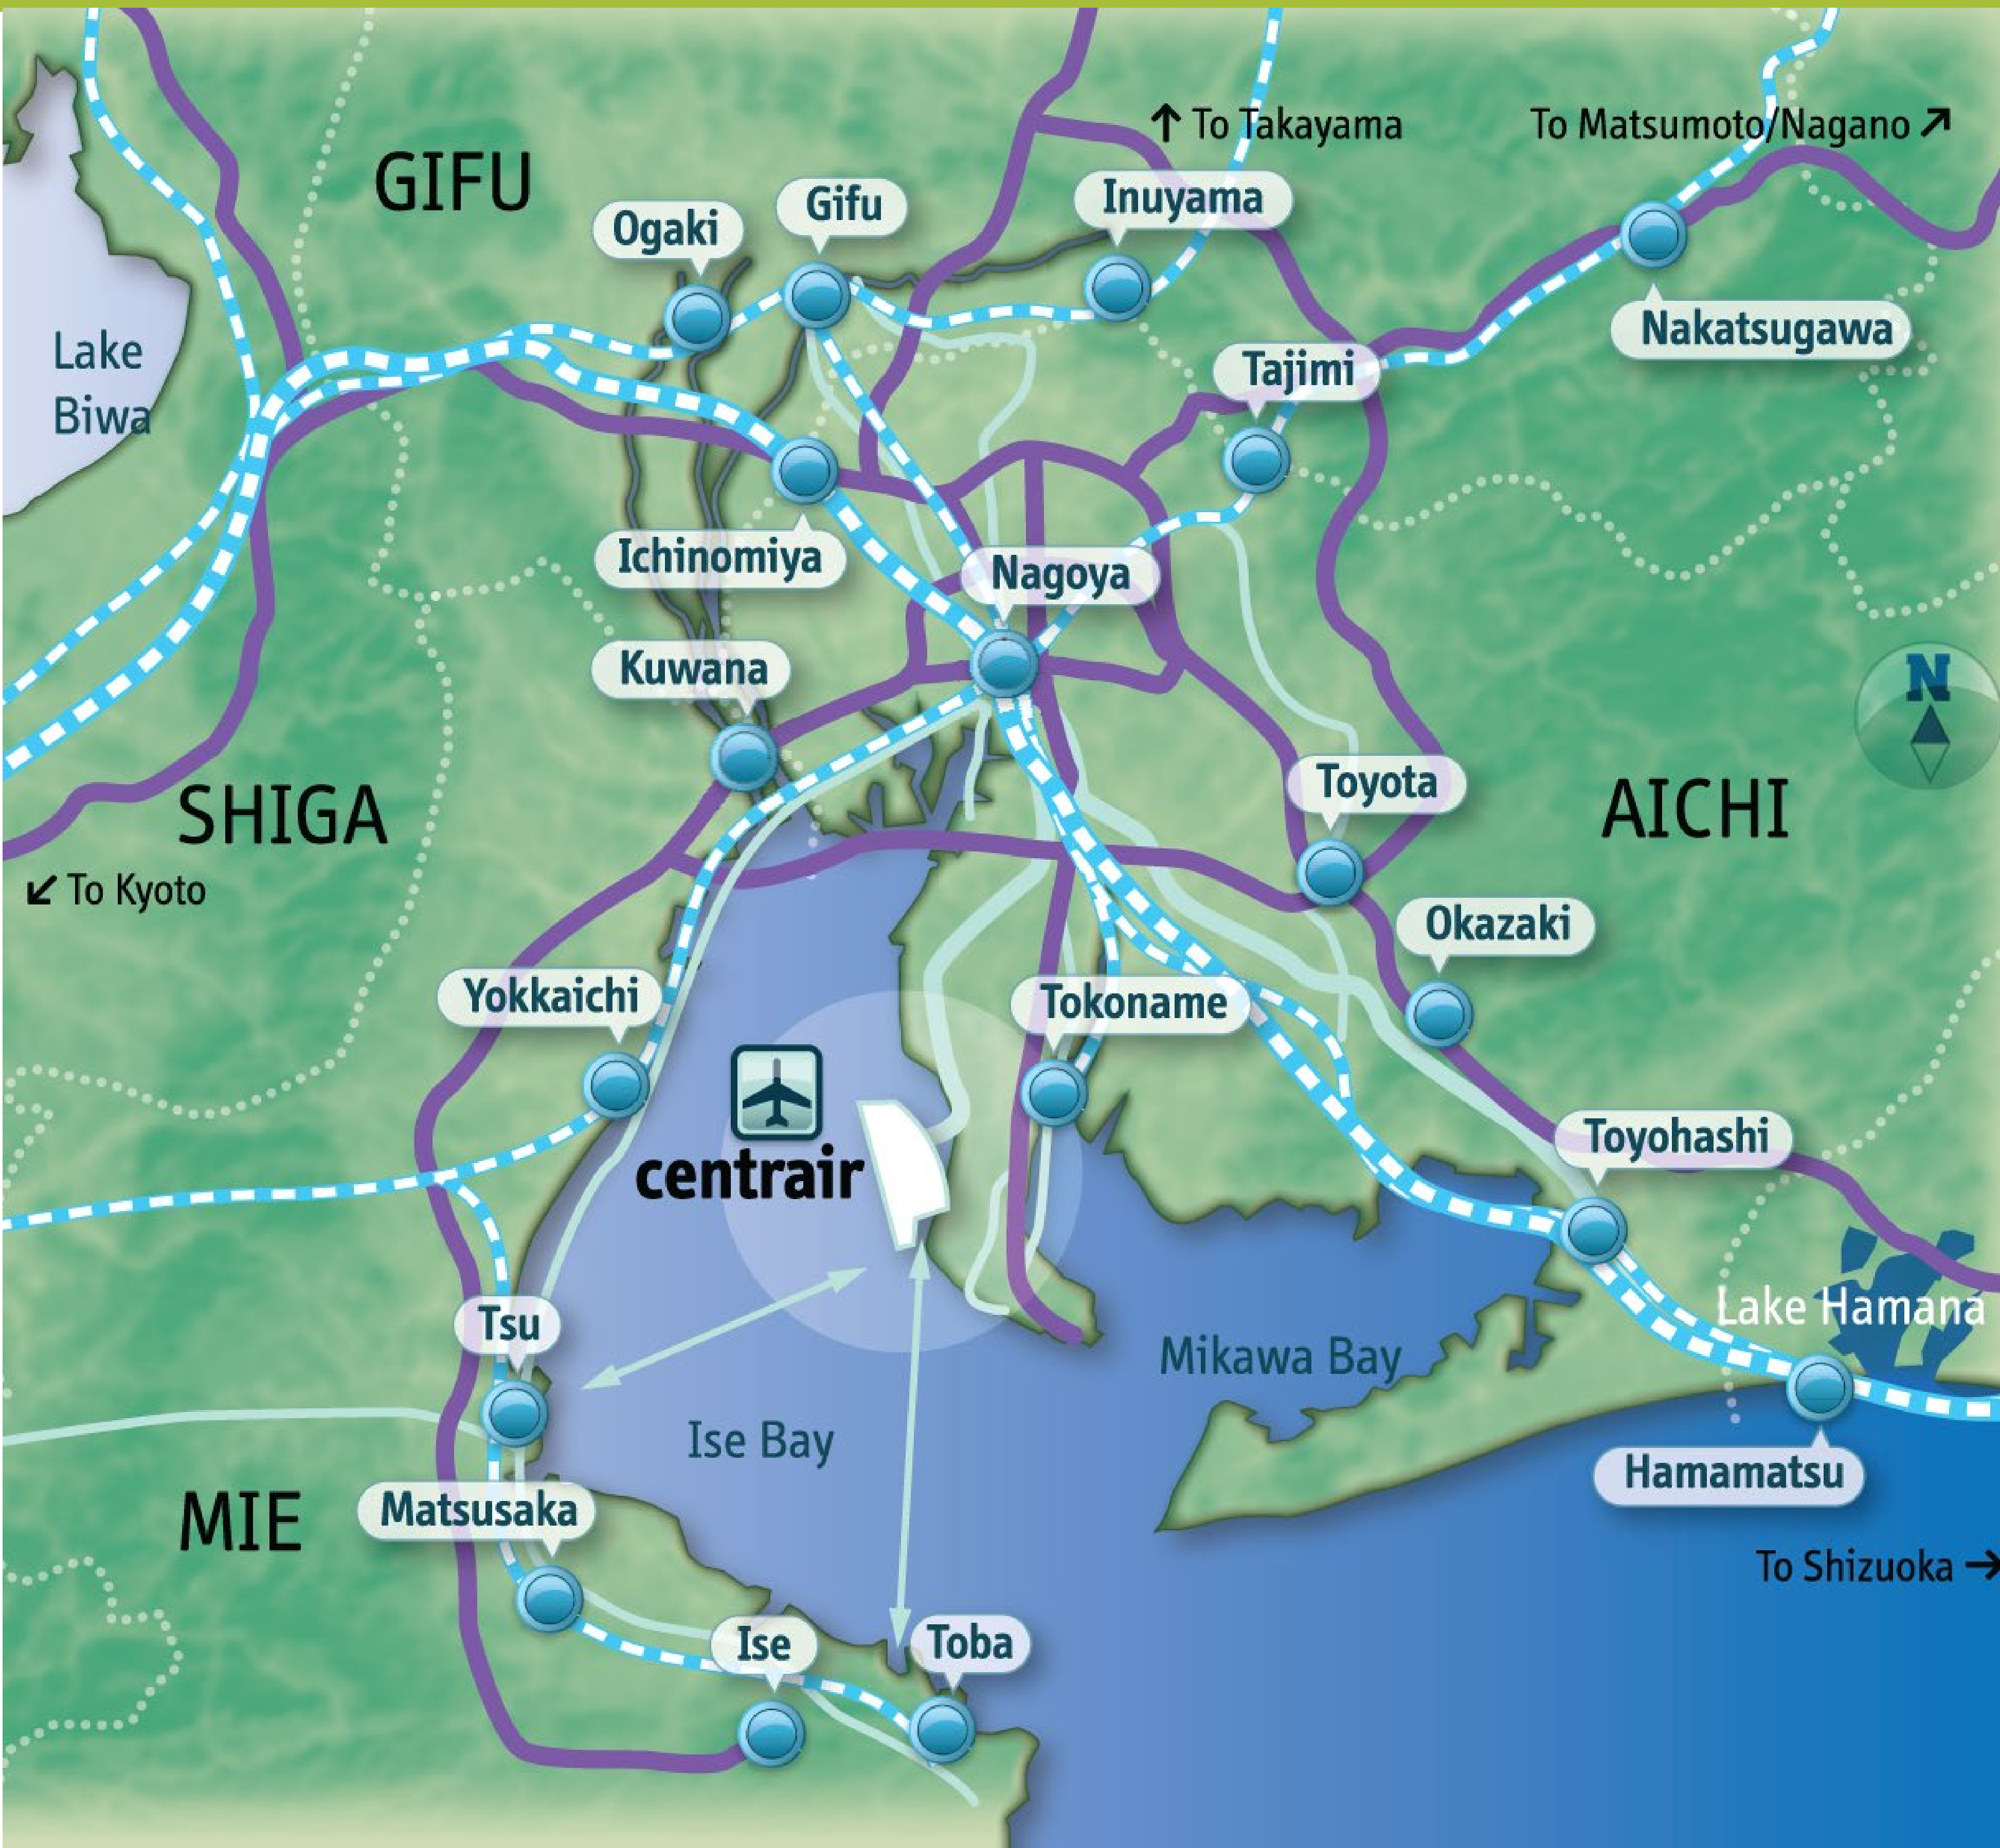 ↑ To Takayama
To Matsumoto/Nagano ↗
GIFU
Ogaki
Gifu
Inuyama
Nakatsugawa
Lake
Biwa
Tajimi
Ichinomiya
Nagoya
Kuwana
N
SHIGA
Toyota
AICHI
↙ To Kyoto
Okazaki
Yokkaichi
Tokoname
centrair
Toyohashi
Tsu
Lake Hamana
Mikawa Bay
Ise Bay
Hamamatsu
MIE
Matsusaka
To Shizuoka →
Ise
Toba